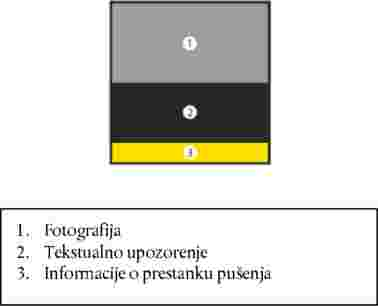 1
2
3
1. Fotografija
2. Tekstualno upozorenje
3. Informacije o prestanku pušenja